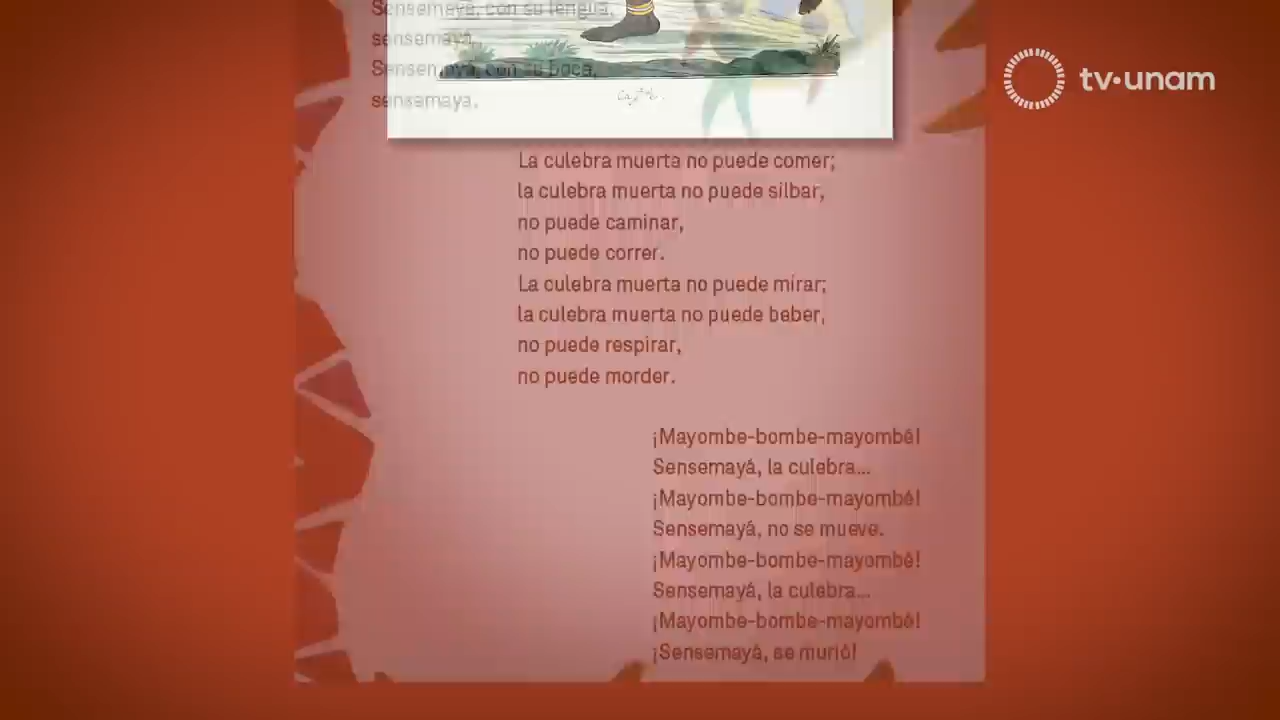 Sensemayá, con su lengua,
sensemayá.
Sensemayá, con su boca,
sensemaya.
tv·unam
La culebra muerta no puede comer;
la culebra muerta no puede silbar,
no puede caminar,
no puede correr.
La culebra muerta no puede mirar;
la culebra muerta no puede beber,
no puede respirar,
no puede morder.
¡Mayombe-bombe-mayombé!
Sensemayá, la culebra...
¡Mayombe-bombe-mayombé!
Sensemayá, no se mueve.
¡Mayombe-bombe-mayombé!
Sensemayá, la culebra...
¡Mayombe-bombe-mayombé!
¡Sensemayá, se murió!